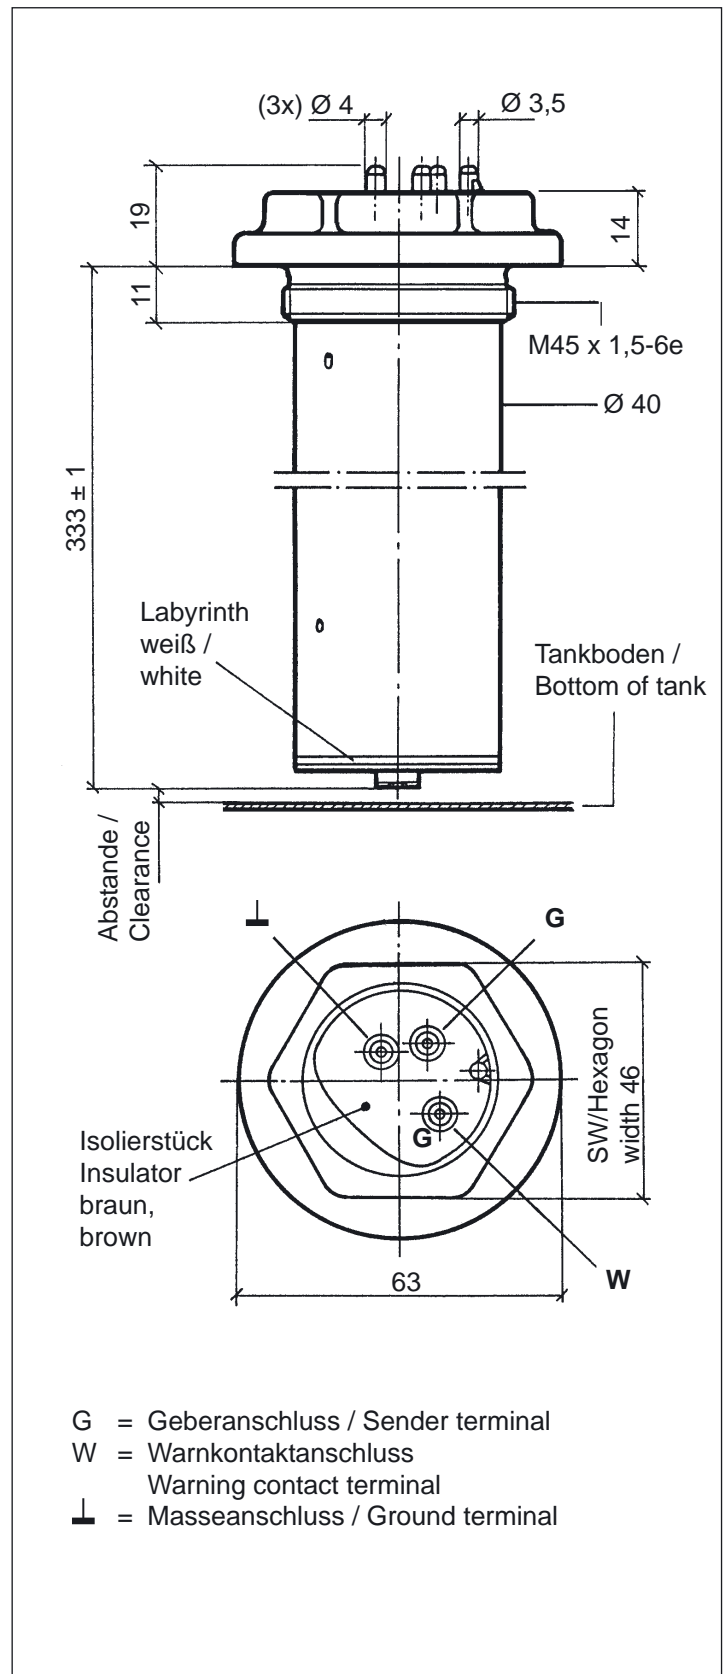 (3x) Ø 4
Ø 3,5
19
14
11
M45 x 1,5-6e
Ø 40
333 ± 1
Labyrinth
weiß /
white
Tankboden /
Bottom of tank
Abstande /
Clearance
⊥
G
SW/Hexagon
width 46
G
Isolierstück
Insulator
braun,
brown
W
63
G = Geberanschluss / Sender terminal
W = Warnkontaktanschluss
Warning contact terminal
⊥ = Masseanschluss / Ground terminal